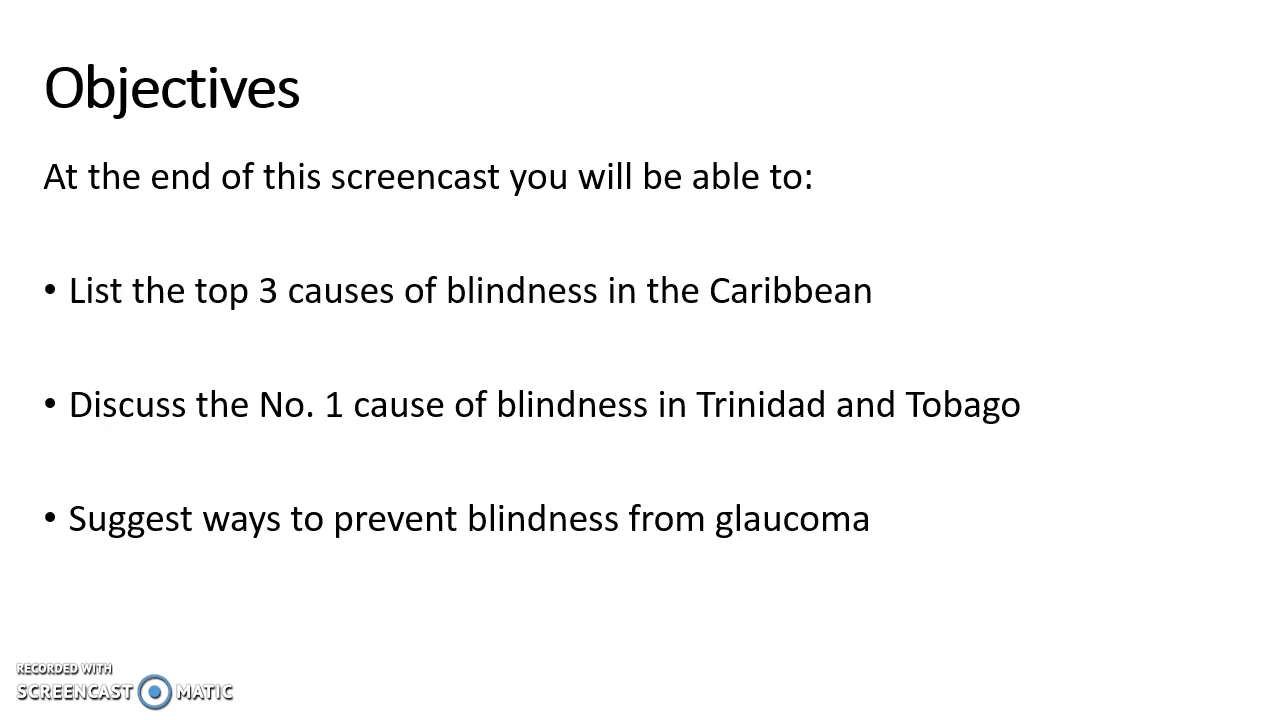 Objectives
At the end of this screencast you will be able to:
• List the top 3 causes of blindness in the Caribbean
• Discuss the No. 1 cause of blindness in Trinidad and Tobago
• Suggest ways to prevent blindness from glaucoma
RECORDED WITH
SCREENCAST MATIC